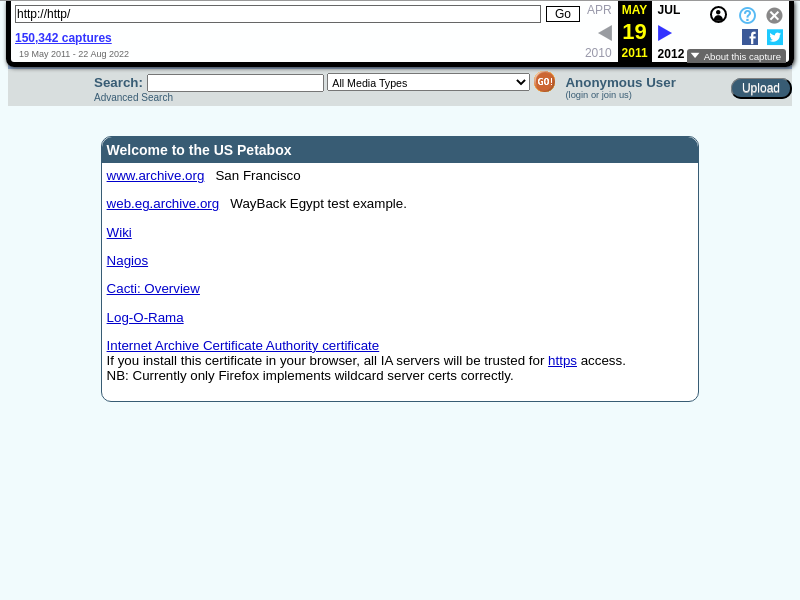 http://http/ Go APR MAY JUL
150,342 captures 19
19 May 2011 - 22 Aug 2022 2010 2011 2012 About this capture
Search: All Media Types GO! Anonymous User Upload
Advanced Search (login or join us)
Welcome to the US Petabox
www.archive.org San Francisco
web.eg.archive.org WayBack Egypt test example.
Wiki
Nagios
Cacti: Overview
Log-O-Rama
Internet Archive Certificate Authority certificate
If you install this certificate in your browser, all IA servers will be trusted for https access.
NB: Currently only Firefox implements wildcard server certs correctly.